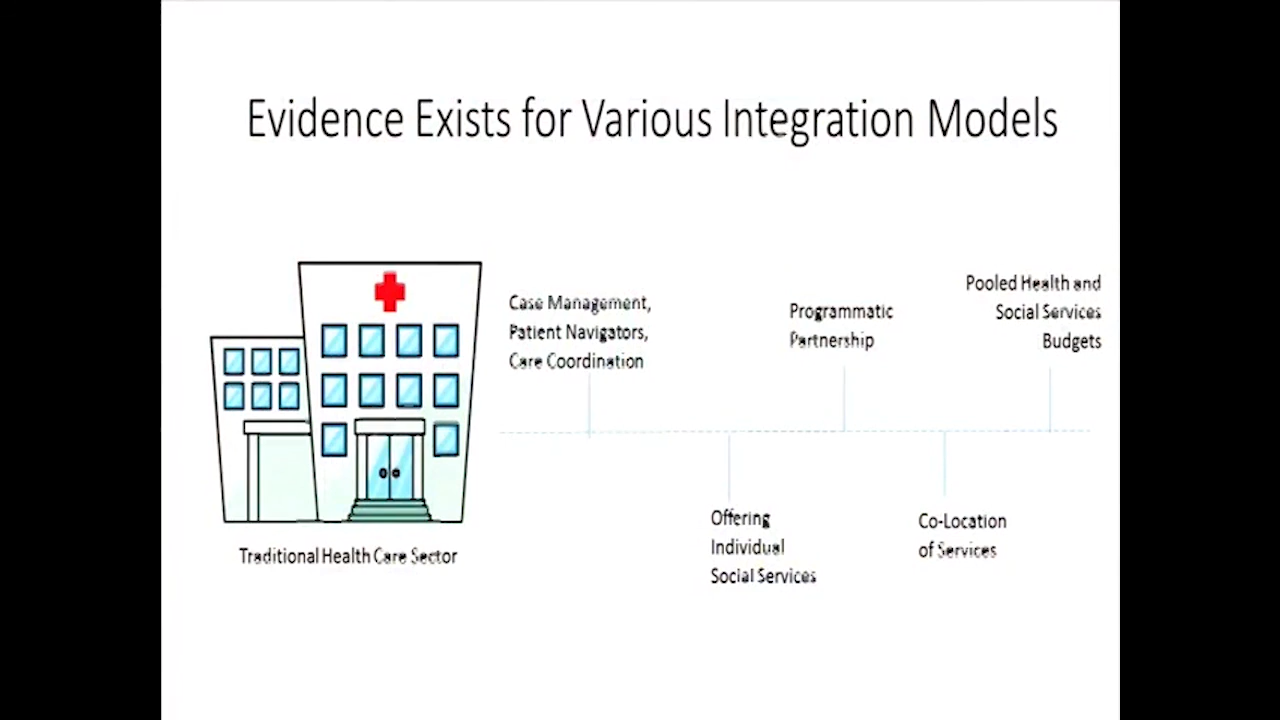 Evidence Exists for Various Integration Models
Case Management,
Patient Navigators,
Care Coordination
Programmatic
Partnership
Pooled Health and
Social Services
Budgets
Traditional Health Care Sector
Offering
Individual
Social Services
Co-Location
of Services